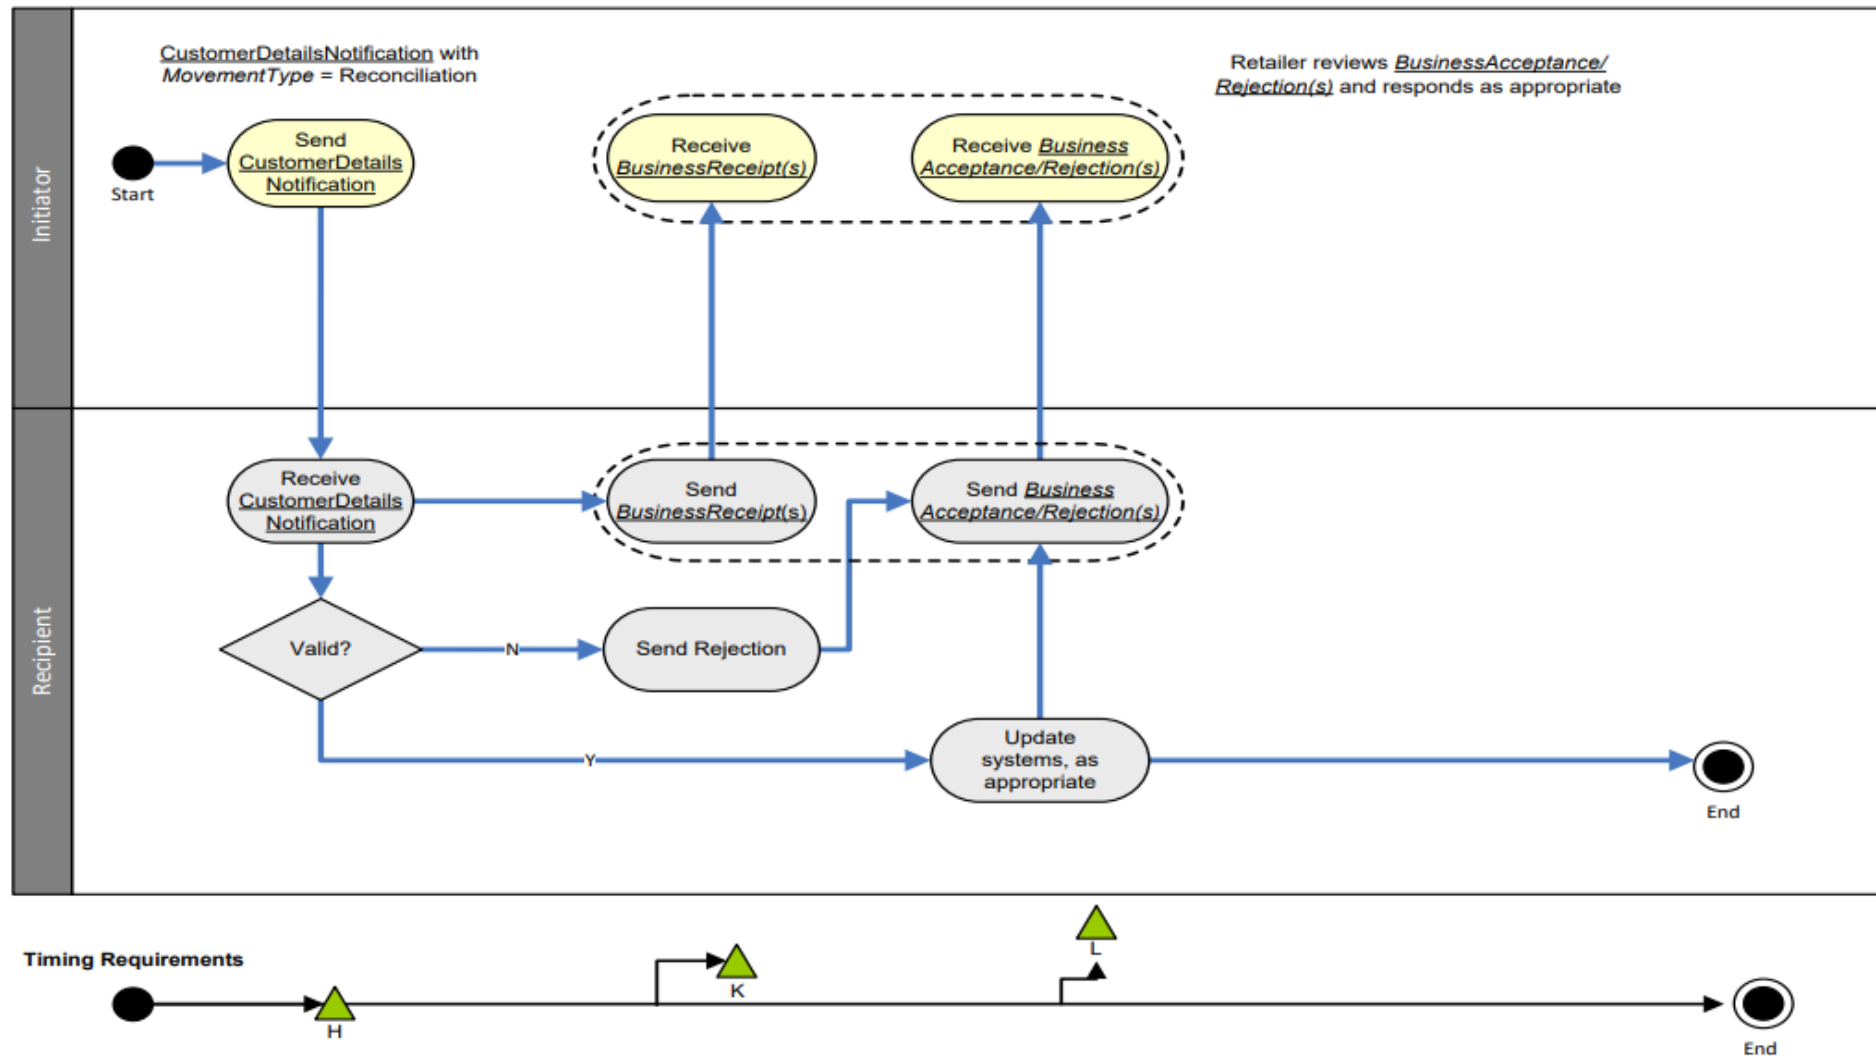 CustomerDetailsNotification with
MovementType = Reconciliation
Retailer reviews BusinessAcceptance/
Rejection(s) and responds as appropriate
Initiator
Start
Send
CustomerDetails
Notification
Receive
BusinessReceipt(s)
Receive Business
Acceptance/Rejection(s)
Recipient
Receive
CustomerDetails
Notification
Send
BusinessReceipt(s)
Send Business
Acceptance/Rejection(s)
Valid?
N
Send Rejection
Y
Update
systems, as
appropriate
End
Timing Requirements
H
K
L
End